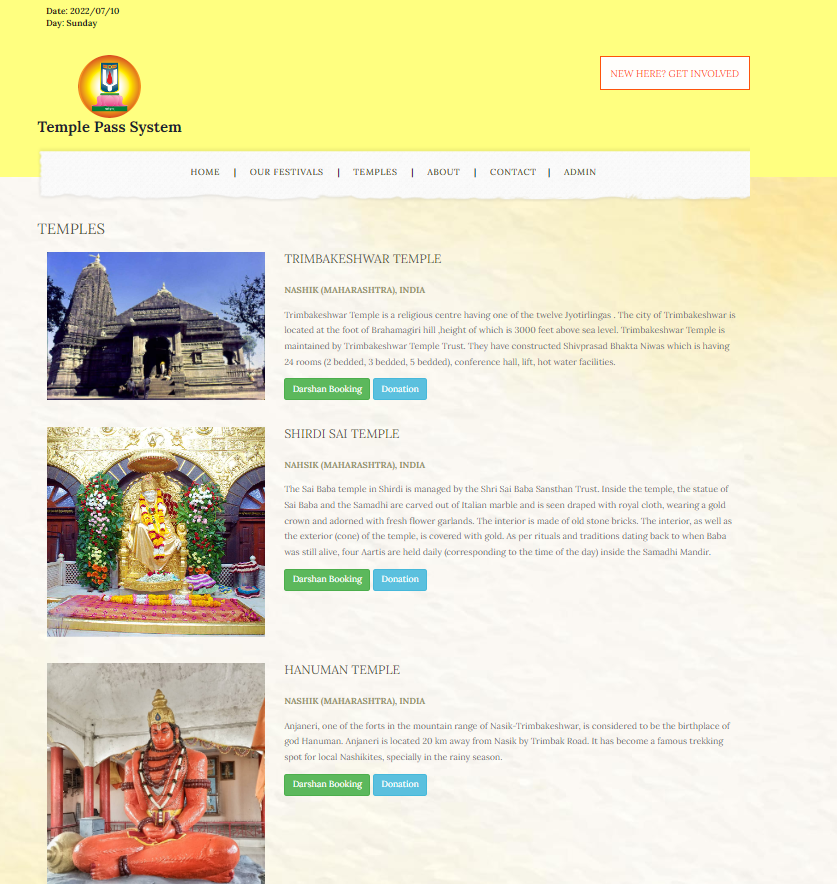 Date: 2022/07/10
Day: Sunday
NEW HERE? GET INVOLVED
Temple Pass System
HOME | OUR FESTIVALS | TEMPLES | ABOUT | CONTACT | ADMIN
TEMPLES
TRIMBAKESHWAR TEMPLE
NASHIK (MAHARASHTRA), INDIA
Trimbakeshwar Temple is a religious centre having one of the twelve Jyotirlingas . The city of Trimbakeshwar is
located at the foot of Brahamagiri hill ,height of which is 3000 feet above sea level. Trimbakeshwar Temple is
maintained by Trimbakeshwar Temple Trust. They have constructed Shivprasad Bhakta Niwas which is having
24 rooms (2 bedded, 3 bedded, 5 bedded), conference hall, lift, hot water facilities.
Darshan Booking Donation
SHIRDI SAI TEMPLE
NAHSIK (MAHARASHTRA), INDIA
The Sai Baba temple in Shirdi is managed by the Shri Sai Baba Sansthan Trust. Inside the temple, the statue of
Sai Baba and the Samadhi are carved out of Italian marble and is seen draped with royal cloth, wearing a gold
crown and adorned with fresh flower garlands. The interior is made of old stone bricks. The interior, as well as
the exterior (cone) of the temple, is covered with gold. As per rituals and traditions dating back to when Baba
was still alive, four Aartis are held daily (corresponding to the time of the day) inside the Samadhi Mandir.
Darshan Booking Donation
HANUMAN TEMPLE
NASHIK (MAHARASHTRA), INDIA
Anjaneri, one of the forts in the mountain range of Nasik-Trimbakeshwar, is considered to be the birthplace of
god Hanuman. Anjaneri is located 20 km away from Nasik by Trimbak Road. It has become a famous trekking
spot for local Nashikites, specially in the rainy season.
Darshan Booking Donation